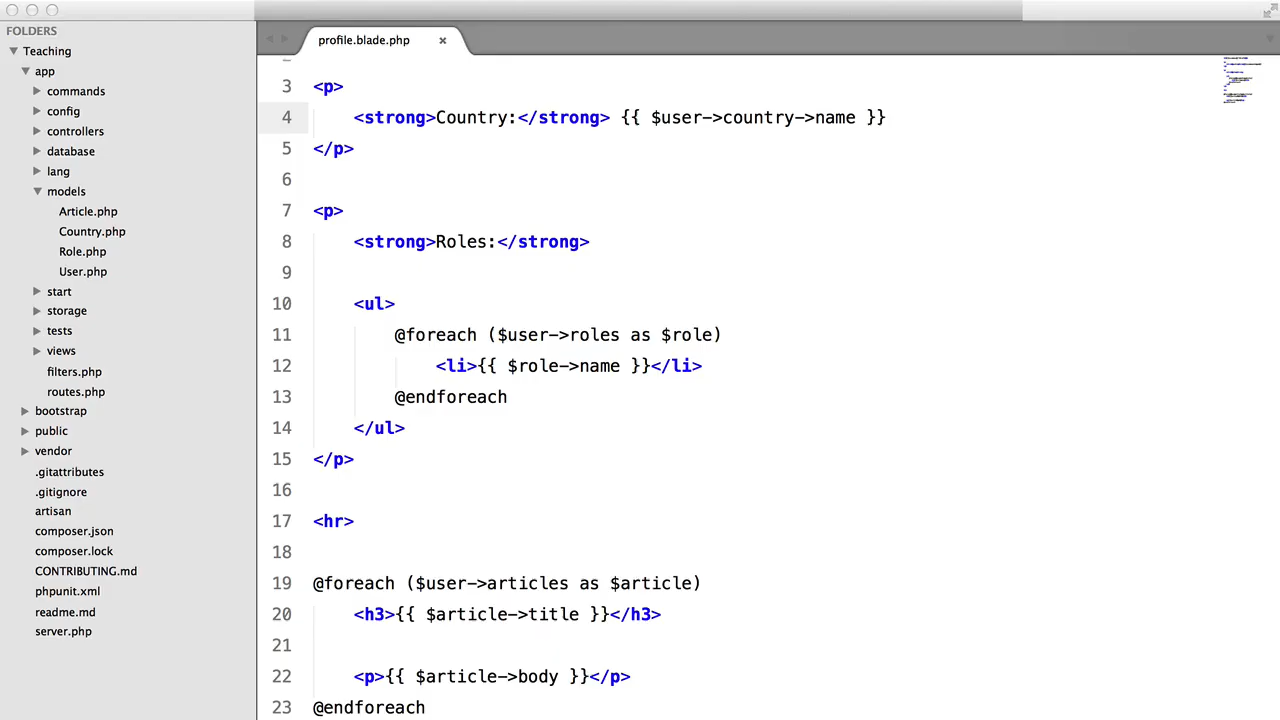 FOLDERS
Teaching
app
commands
config
controllers
database
lang
models
Article.php
Country.php
Role.php
User.php
start
storage
tests
views
filters.php
routes.php
bootstrap
public
vendor
.gitattributes
.gitignore
artisan
composer.json
composer.lock
CONTRIBUTING.md
phpunit.xml
readme.md
server.php
profile.blade.php
3 <p>
4 <strong>Country:</strong> {{ $user->country->name }}
5 </p>
6
7 <p>
8 <strong>Roles:</strong>
9
10 <ul>
11 @foreach ($user->roles as $role)
12 <li>{{ $role->name }}</li>
13 @endforeach
14 </ul>
15 </p>
16
17 <hr>
18
19 @foreach ($user->articles as $article)
20 <h3>{{ $article->title }}</h3>
21
22 <p>{{ $article->body }}</p>
23 @endforeach